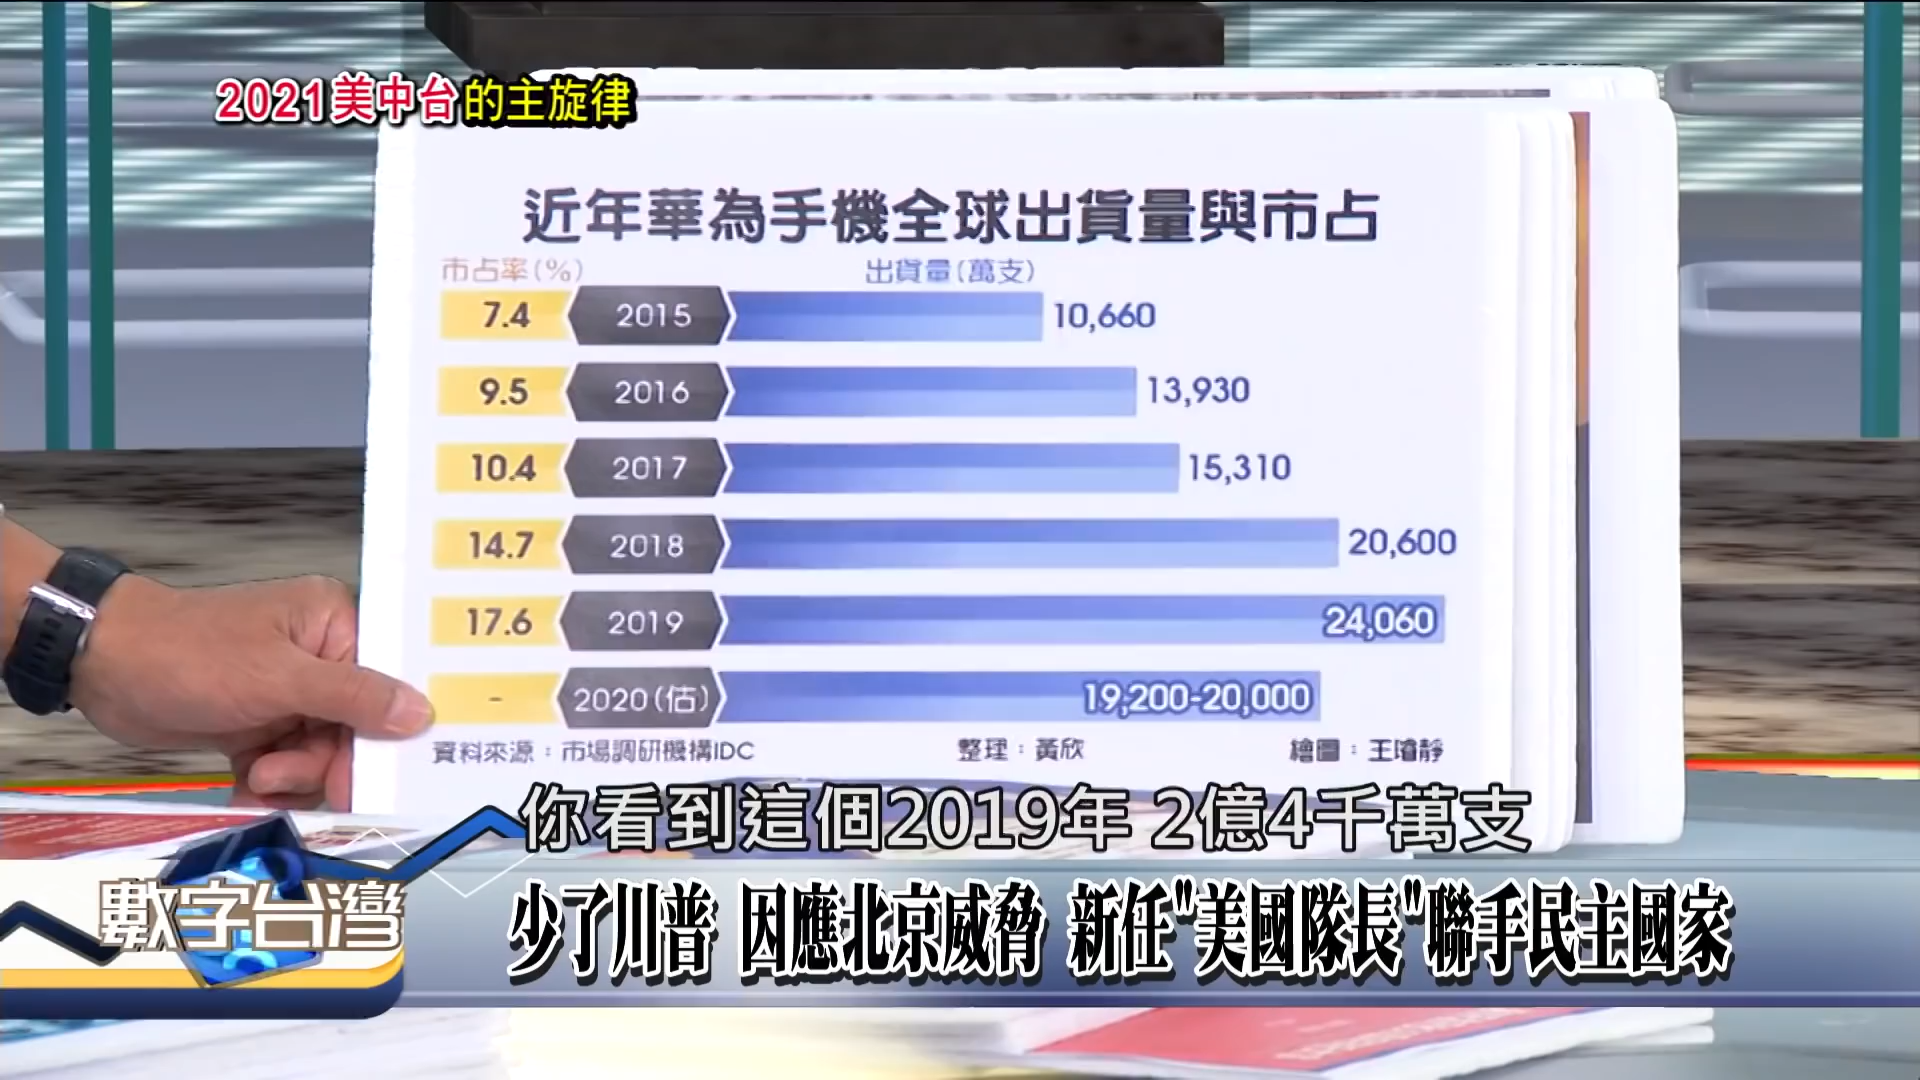 2021美中台的主旋律
近年華為手機全球出貨量與市占
市占率(%) 出貨量(萬支)
7.4 2015 10,660
9.5 2016 13,930
10.4 2017 15,310
14.7 2018 20,600
17.6 2019 24,060
- 2020(估) 19,200-20,000
資料來源：市場調研機構IDC 整理：黃欣 繪圖：王璿靜
你看到這個2019年 2億4千萬支
數字台灣
少了川普 因應北京威脅 新任"美國隊長"聯手民主國家